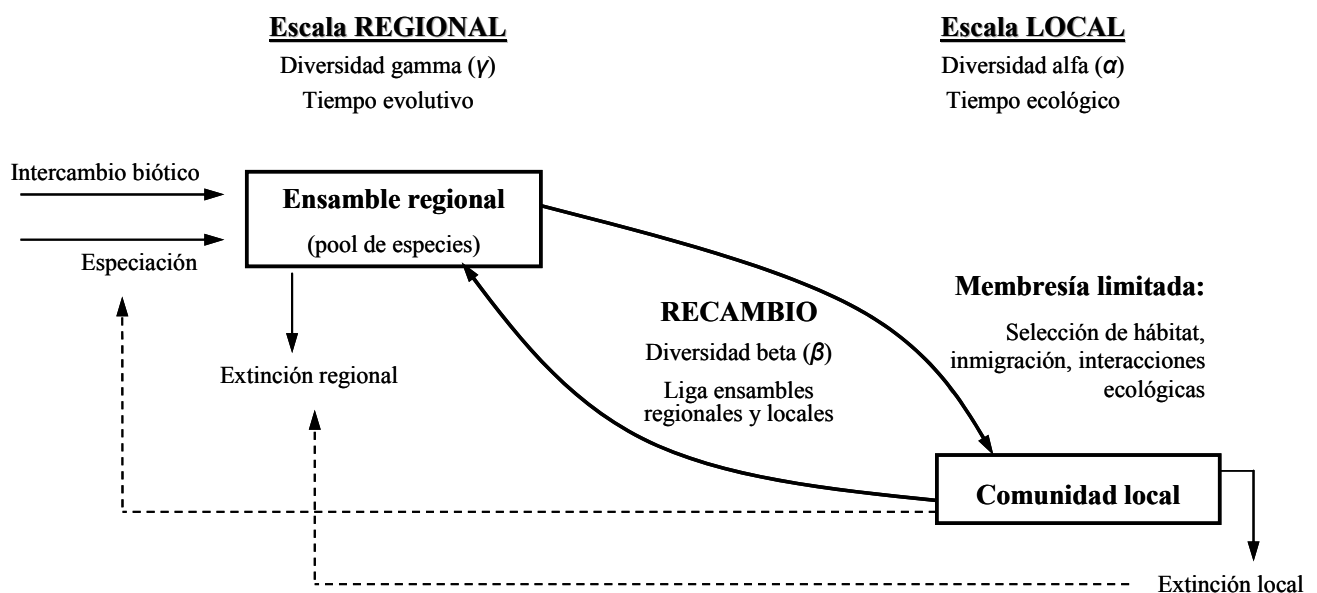 Escala REGIONAL
Diversidad gamma (γ)
Tiempo evolutivo
Escala LOCAL
Diversidad alfa (α)
Tiempo ecológico
Intercambio biótico
Especiación
Ensamble regional
(pool de especies)
Extinción regional
RECAMBIO
Diversidad beta (β)
Liga ensambles
regionales y locales
Membresía limitada:
Selección de hábitat,
inmigración, interacciones
ecológicas
Comunidad local
Extinción local